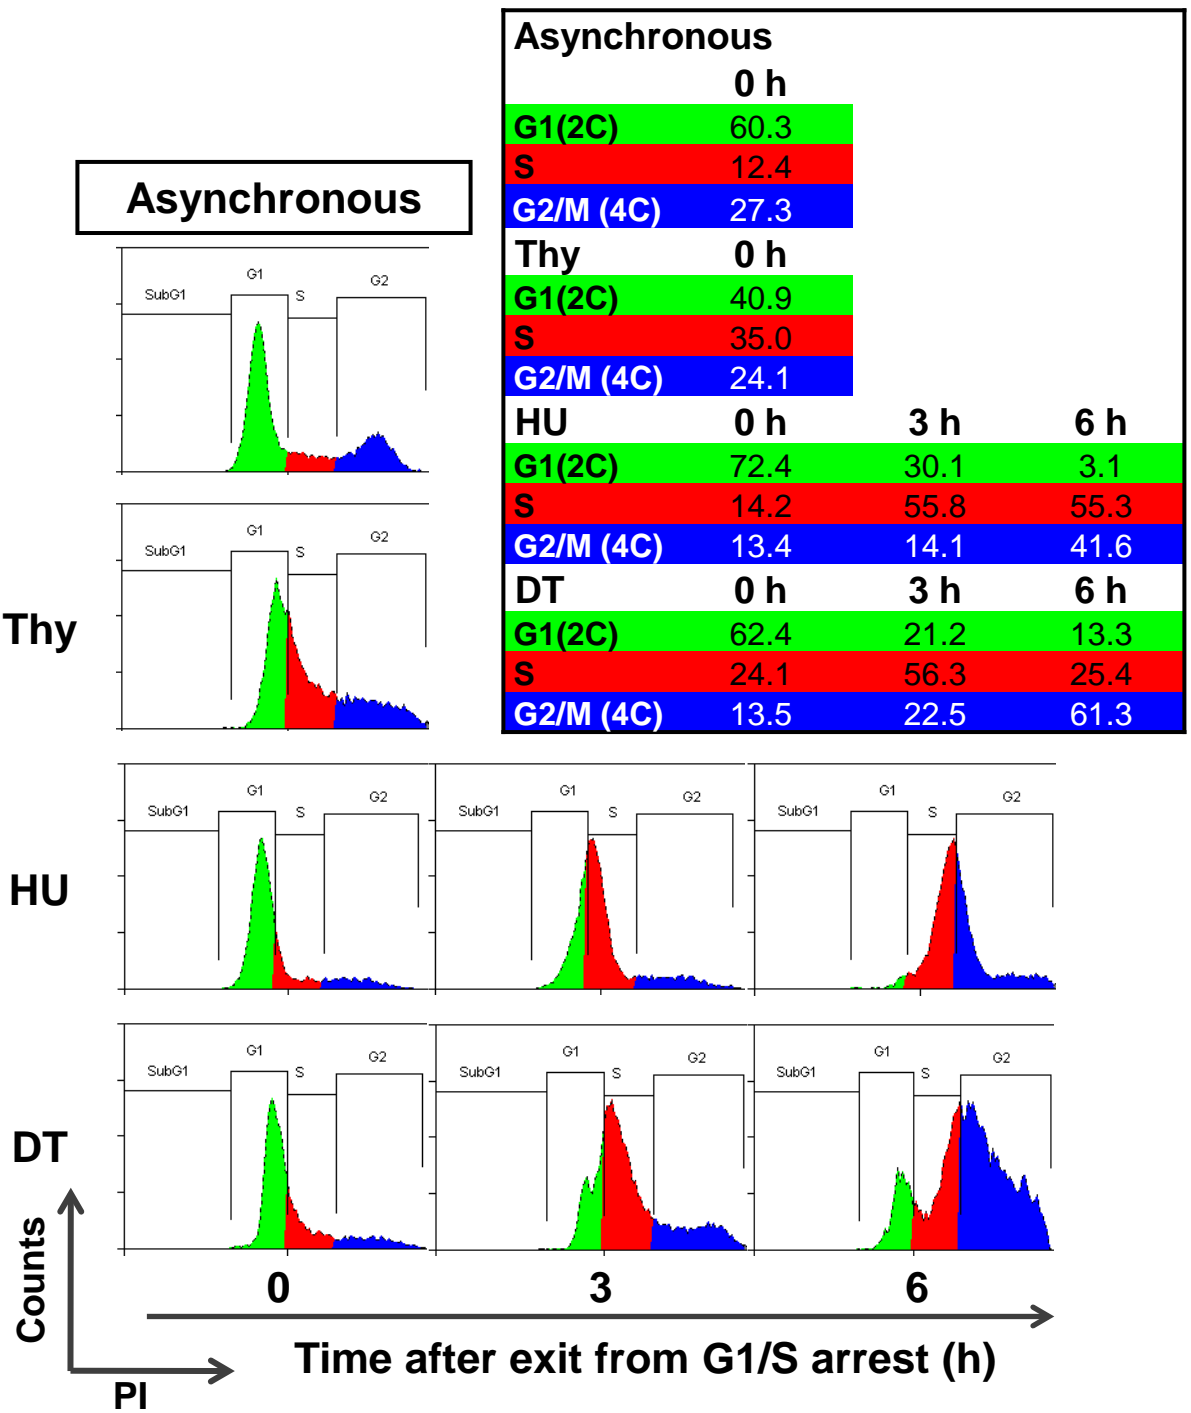 Asynchronous
0 h
G1(2C) 60.3
S 12.4
G2/M (4C) 27.3
Thy 0 h
G1(2C) 40.9
S 35.0
G2/M (4C) 24.1
HU 0 h 3 h 6 h
G1(2C) 72.4 30.1 3.1
S 14.2 55.8 55.3
G2/M (4C) 13.4 14.1 41.6
DT 0 h 3 h 6 h
G1(2C) 62.4 21.2 13.3
S 24.1 56.3 25.4
G2/M (4C) 13.5 22.5 61.3
Asynchronous
SubG1 G1 S G2
Thy
SubG1 G1 S G2
HU
SubG1 G1 S G2
SubG1 G1 S G2
SubG1 G1 S G2
DT
SubG1 G1 S G2
SubG1 G1 S G2
SubG1 G1 S G2
Counts
PI
0 3 6
Time after exit from G1/S arrest (h)